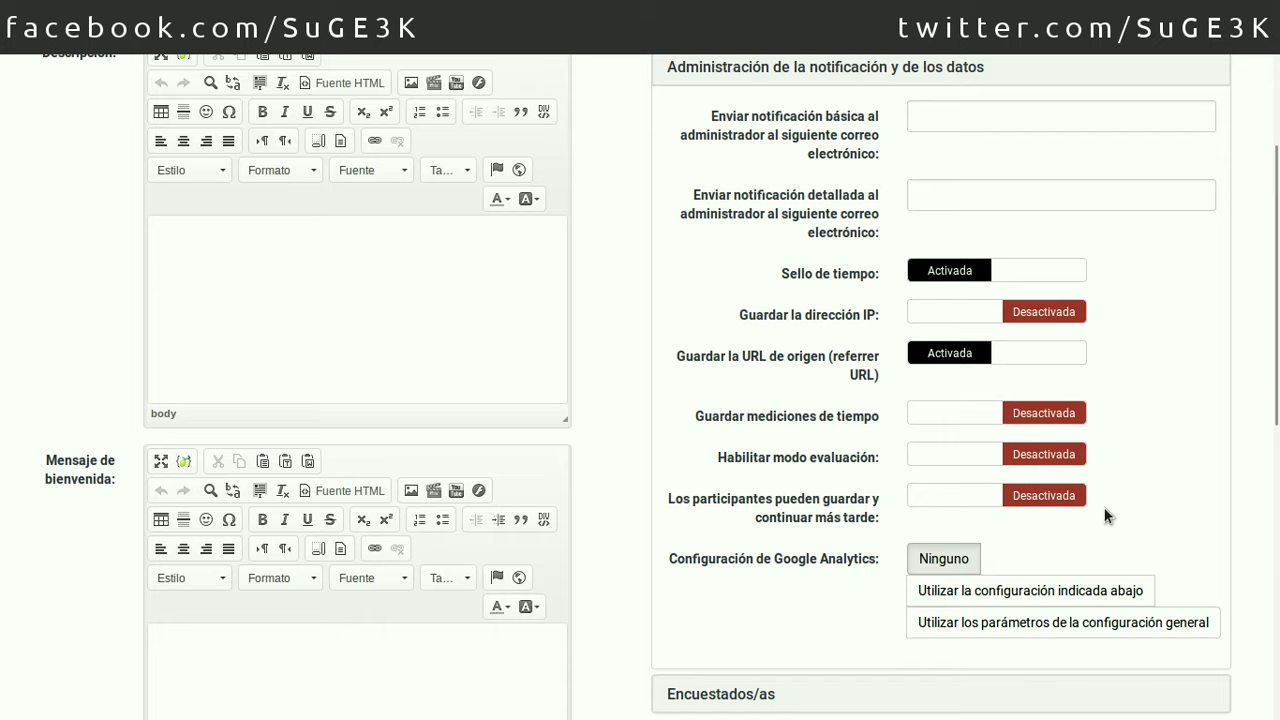 facebook.com/SuGE3K
twitter.com/SuGE3K
Descripción:
Fuente HTML
Estilo
Formato
Fuente
Ta...
body
Mensaje de
bienvenida:
Fuente HTML
Estilo
Formato
Fuente
Ta...
Administración de la notificación y de los datos
Enviar notificación básica al
administrador al siguiente correo
electrónico:
Enviar notificación detallada al
administrador al siguiente correo
electrónico:
Sello de tiempo:
Activada
Guardar la dirección IP:
Desactivada
Guardar la URL de origen (referrer
URL)
Activada
Guardar mediciones de tiempo
Desactivada
Habilitar modo evaluación:
Desactivada
Los participantes pueden guardar y
continuar más tarde:
Desactivada
Configuración de Google Analytics:
Ninguno
Utilizar la configuración indicada abajo
Utilizar los parámetros de la configuración general
Encuestados/as